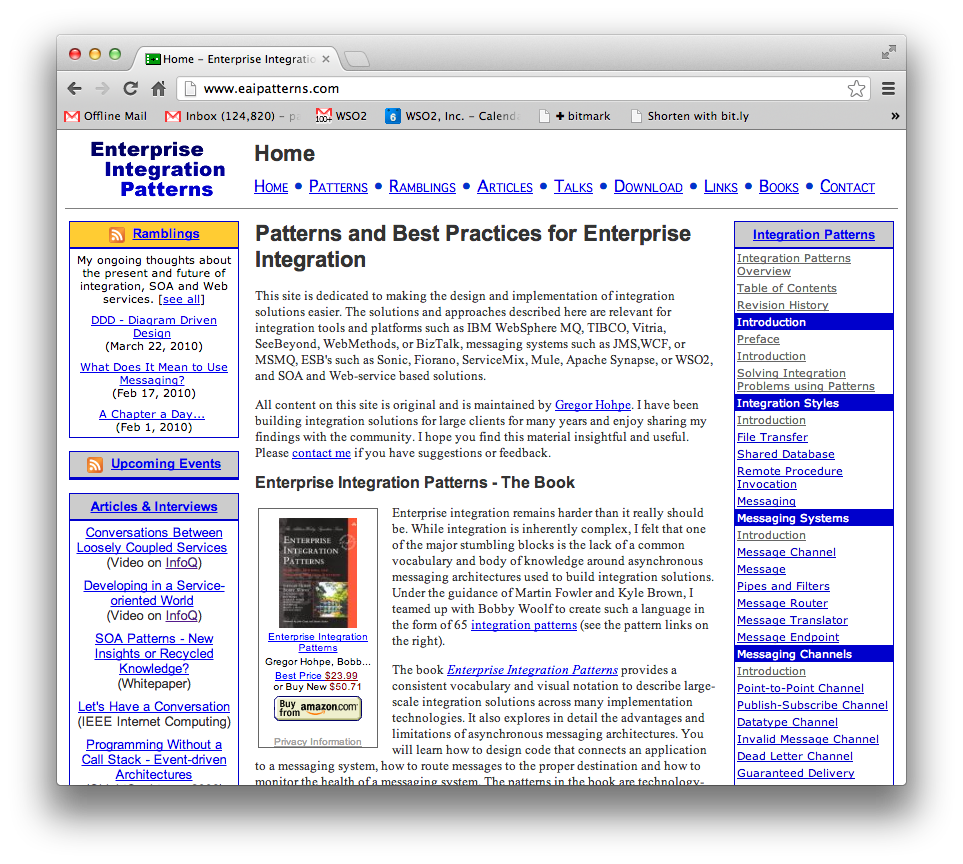 Home – Enterprise Integratio
www.eaipatterns.com
Offline Mail
Inbox (124,820) – pa
100+
WSO2
6
WSO2, Inc. – Calenda
+ bitmark
Shorten with bit.ly
»
Enterprise
Integration
Patterns
Home
Home • Patterns • Ramblings • Articles • Talks • Download • Links • Books • Contact
Ramblings
My ongoing thoughts about
the present and future of
integration, SOA and Web
services. [see all]
DDD - Diagram Driven
Design
(March 22, 2010)
What Does It Mean to Use
Messaging?
(Feb 17, 2010)
A Chapter a Day...
(Feb 1, 2010)
Upcoming Events
Articles & Interviews
Conversations Between
Loosely Coupled Services
(Video on InfoQ)
Developing in a Service-
oriented World
(Video on InfoQ)
SOA Patterns - New
Insights or Recycled
Knowledge?
(Whitepaper)
Let's Have a Conversation
(IEEE Internet Computing)
Programming Without a
Call Stack - Event-driven
Architectures
Patterns and Best Practices for Enterprise
Integration
This site is dedicated to making the design and implementation of integration
solutions easier. The solutions and approaches described here are relevant for
integration tools and platforms such as IBM WebSphere MQ, TIBCO, Vitria,
SeeBeyond, WebMethods, or BizTalk, messaging systems such as JMS,WCF, or
MSMQ, ESB's such as Sonic, Fiorano, ServiceMix, Mule, Apache Synapse, or WSO2,
and SOA and Web-service based solutions.
All content on this site is original and is maintained by Gregor Hohpe. I have been
building integration solutions for large clients for many years and enjoy sharing my
findings with the community. I hope you find this material insightful and useful.
Please contact me if you have suggestions or feedback.
Enterprise Integration Patterns - The Book
ENTERPRISE
INTEGRATION
PATTERNS
Enterprise Integration
Patterns
Gregor Hohpe, Bobb...
Best Price $23.99
or Buy New $50.71
Buy from amazon.com
Privacy Information
Enterprise integration remains harder than it really should
be. While integration is inherently complex, I felt that one
of the major stumbling blocks is the lack of a common
vocabulary and body of knowledge around asynchronous
messaging architectures used to build integration solutions.
Under the guidance of Martin Fowler and Kyle Brown, I
teamed up with Bobby Woolf to create such a language in
the form of 65 integration patterns (see the pattern links on
the right).
The book Enterprise Integration Patterns provides a
consistent vocabulary and visual notation to describe large-
scale integration solutions across many implementation
technologies. It also explores in detail the advantages and
limitations of asynchronous messaging architectures. You
will learn how to design code that connects an application
to a messaging system, how to route messages to the proper destination and how to
monitor the health of a messaging system. The patterns in the book are technology-
Integration Patterns
Integration Patterns
Overview
Table of Contents
Revision History
Introduction
Preface
Introduction
Solving Integration
Problems using Patterns
Integration Styles
Introduction
File Transfer
Shared Database
Remote Procedure
Invocation
Messaging
Messaging Systems
Introduction
Message Channel
Message
Pipes and Filters
Message Router
Message Translator
Message Endpoint
Messaging Channels
Introduction
Point-to-Point Channel
Publish-Subscribe Channel
Datatype Channel
Invalid Message Channel
Dead Letter Channel
Guaranteed Delivery